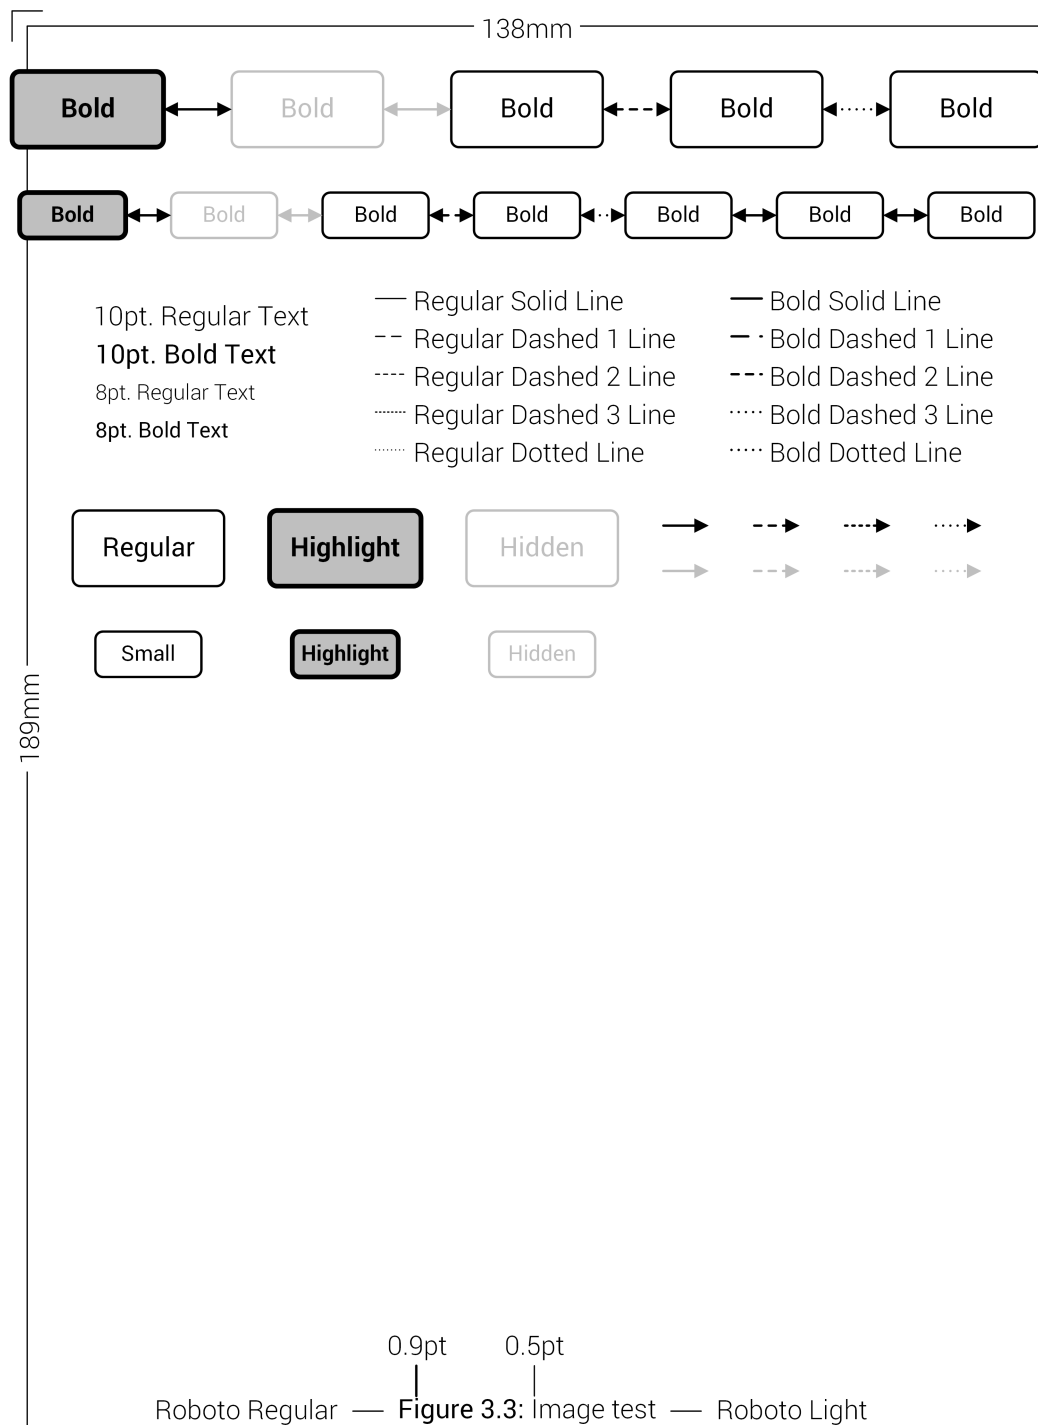 138mm
Bold Bold Bold Bold Bold
Bold Bold Bold Bold Bold Bold Bold
10pt. Regular Text
10pt. Bold Text
8pt. Regular Text
8pt. Bold Text
Regular Solid Line
Regular Dashed 1 Line
Regular Dashed 2 Line
Regular Dashed 3 Line
Regular Dotted Line
Bold Solid Line
Bold Dashed 1 Line
Bold Dashed 2 Line
Bold Dashed 3 Line
Bold Dotted Line
Regular Highlight Hidden
Small Highlight Hidden
189mm
0.9pt 0.5pt
Roboto Regular — Figure 3.3: Image test — Roboto Light